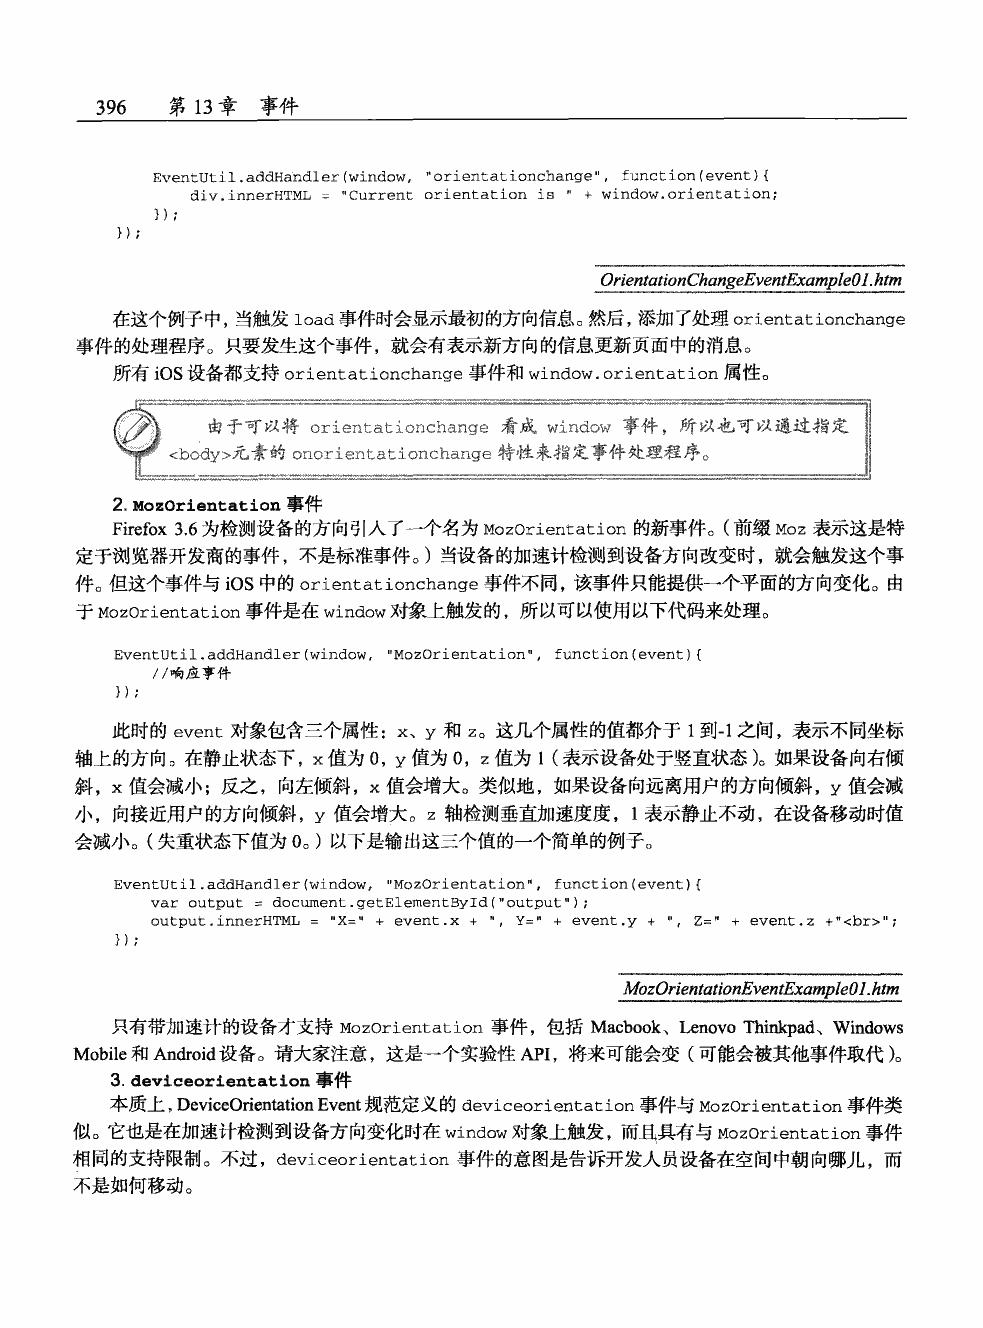 396 第 13 章 事件
EventUtil.addHandler(window, "orientationchange", function(event){
div.innerHTML = "Current orientation is " + window.orientation;
});
});
OrientationChangeEventExample01.htm
在这个例子中，当触发 load 事件时会显示最初的方向信息。然后，添加了处理 orientationchange
事件的处理程序。只要发生这个事件，就会有表示新方向的信息更新页面中的消息。
所有 iOS 设备都支持 orientationchange 事件和 window.orientation 属性。
由于可以将 orientationchange 看成 window 事件，所以也可以通过指定
<body>元素的 onorientationchange 特性来指定事件处理程序。
2. MozOrientation 事件
Firefox 3.6 为检测设备的方向引入了一个名为 MozOrientation 的新事件。（前缀 Moz 表示这是特
定于浏览器开发商的事件，不是标准事件。）当设备的加速计检测到设备方向改变时，就会触发这个事
件。但这个事件与 iOS 中的 orientationchange 事件不同，该事件只能提供一个平面的方向变化。由
于 MozOrientation 事件是在 window 对象上触发的，所以可以使用以下代码来处理。
EventUtil.addHandler(window, "MozOrientation", function(event){
//响应事件
});
此时的 event 对象包含三个属性：x、y 和 z。这几个属性的值都介于 1 到-1 之间，表示不同坐标
轴上的方向。在静止状态下，x 值为 0，y 值为 0，z 值为 1（表示设备处于竖直状态）。如果设备向右倾
斜，x 值会减小；反之，向左倾斜，x 值会增大。类似地，如果设备向远离用户的方向倾斜，y 值会减
小，向接近用户的方向倾斜，y 值会增大。z 轴检测垂直加速度度，1 表示静止不动，在设备移动时值
会减小。（失重状态下值为 0。）以下是输出这三个值的一个简单的例子。
EventUtil.addHandler(window, "MozOrientation", function(event){
var output = document.getElementById("output");
output.innerHTML = "X=" + event.x + ", Y=" + event.y + ", Z=" + event.z +"<br>";
});
MozOrientationEventExample01.htm
只有带加速计的设备才支持 MozOrientation 事件，包括 Macbook、Lenovo Thinkpad、Windows
Mobile 和 Android 设备。请大家注意，这是一个实验性 API，将来可能会变（可能会被其他事件取代）。
3. deviceorientation 事件
本质上，DeviceOrientation Event 规范定义的 deviceorientation 事件与 MozOrientation 事件类
似。它也是在加速计检测到设备方向变化时在 window 对象上触发，而且具有与 MozOrientation 事件
相同的支持限制。不过，deviceorientation 事件的意图是告诉开发人员设备在空间中朝向哪儿，而
不是如何移动。